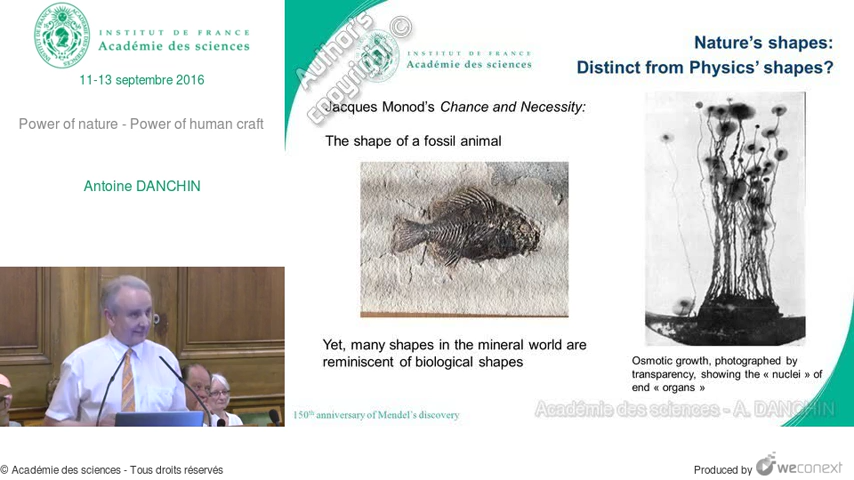 INSTITUT DE FRANCE
Académie des sciences
11-13 septembre 2016
Power of nature - Power of human craft
Antoine DANCHIN
Author's
copyright ©
INSTITUT DE FRANCE
Académie des sciences
Nature's shapes:
Distinct from Physics' shapes?
Jacques Monod's Chance and Necessity:
The shape of a fossil animal
Yet, many shapes in the mineral world are
reminiscent of biological shapes
Osmotic growth, photographed by
transparency, showing the « nuclei » of
end « organs »
150th anniversary of Mendel's discovery
Académie des sciences - A. DANCHIN
© Académie des sciences - Tous droits réservés
Produced by weconext